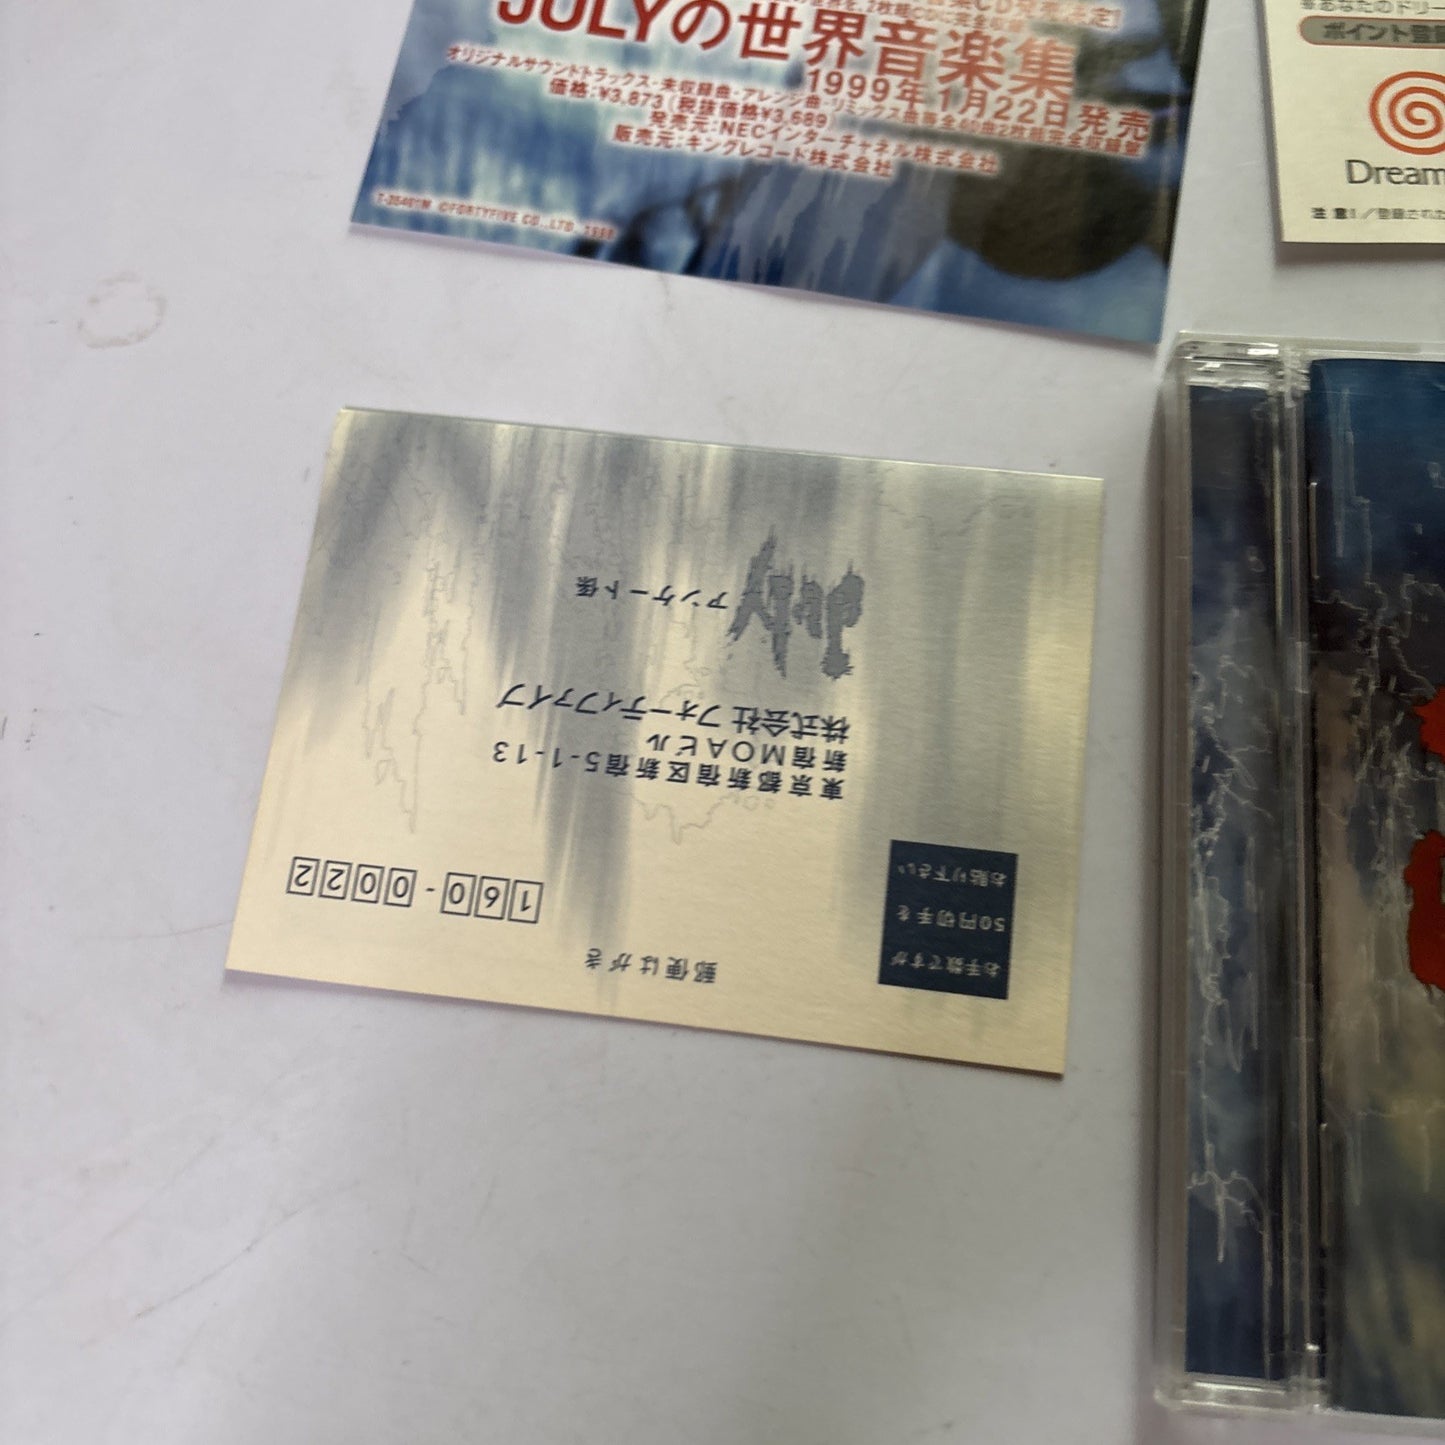 JULYの世界音楽集
1999年1月22日発売
オリジナルサウンドトラックス・未収録曲・アレンジ曲・リミックス曲等全40曲2枚組完全収録盤
価格:¥3,873(税抜価格¥3,689)
発売元:NECインターチャネル株式会社
販売元:キングレコード株式会社
T-35401M ©FORTYFIVE CO.,LTD. 1998
ポイント登録
Dream
注意!/登録された
郵便はがき
お手数ですが
50円切手を
お貼り下さい
160-0022
東京都新宿区新宿5-1-13
新宿MOAビル
株式会社 フォーティファイブ
July アンケート係